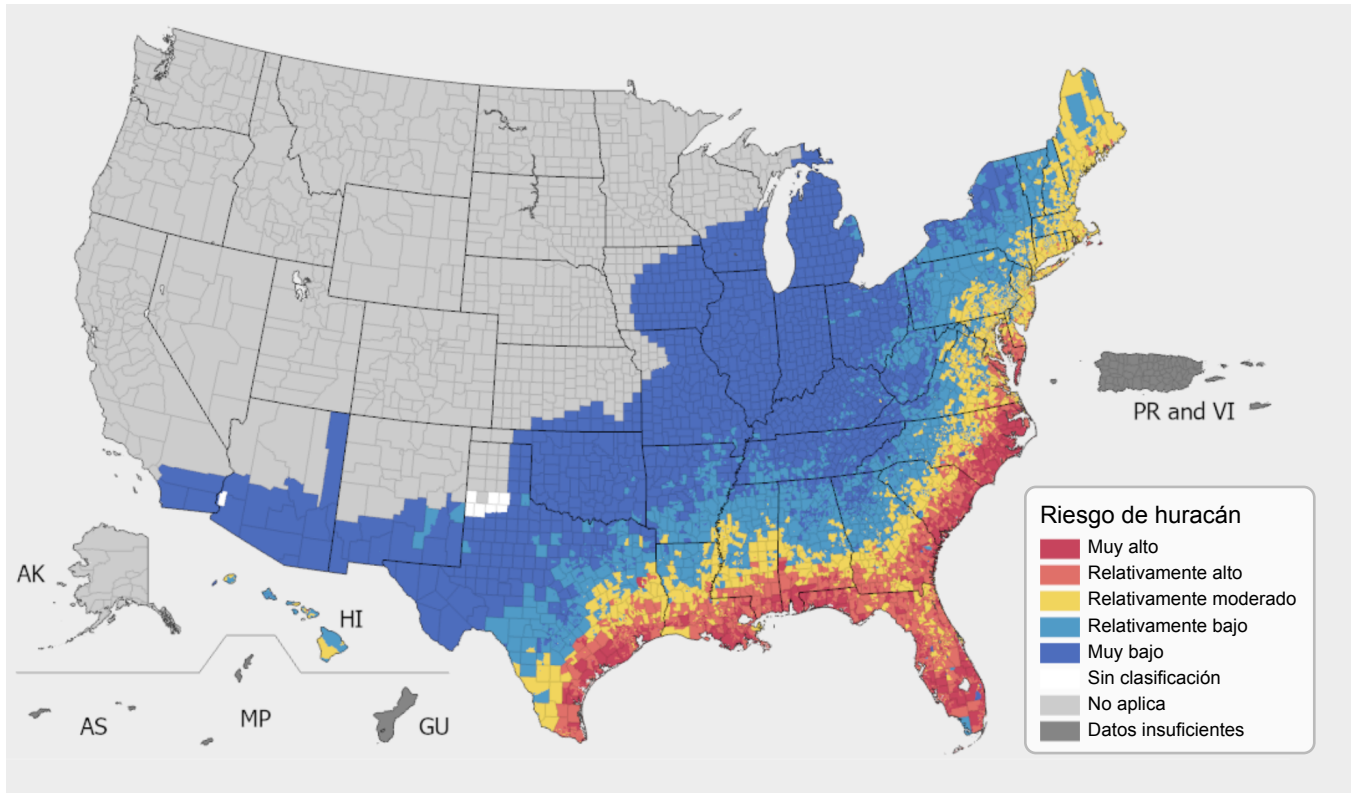 PR and VI
Riesgo de huracán
Muy alto
Relativamente alto
Relativamente moderado
Relativamente bajo
Muy bajo
Sin clasificación
No aplica
Datos insuficientes
AK
HI
AS
MP
GU